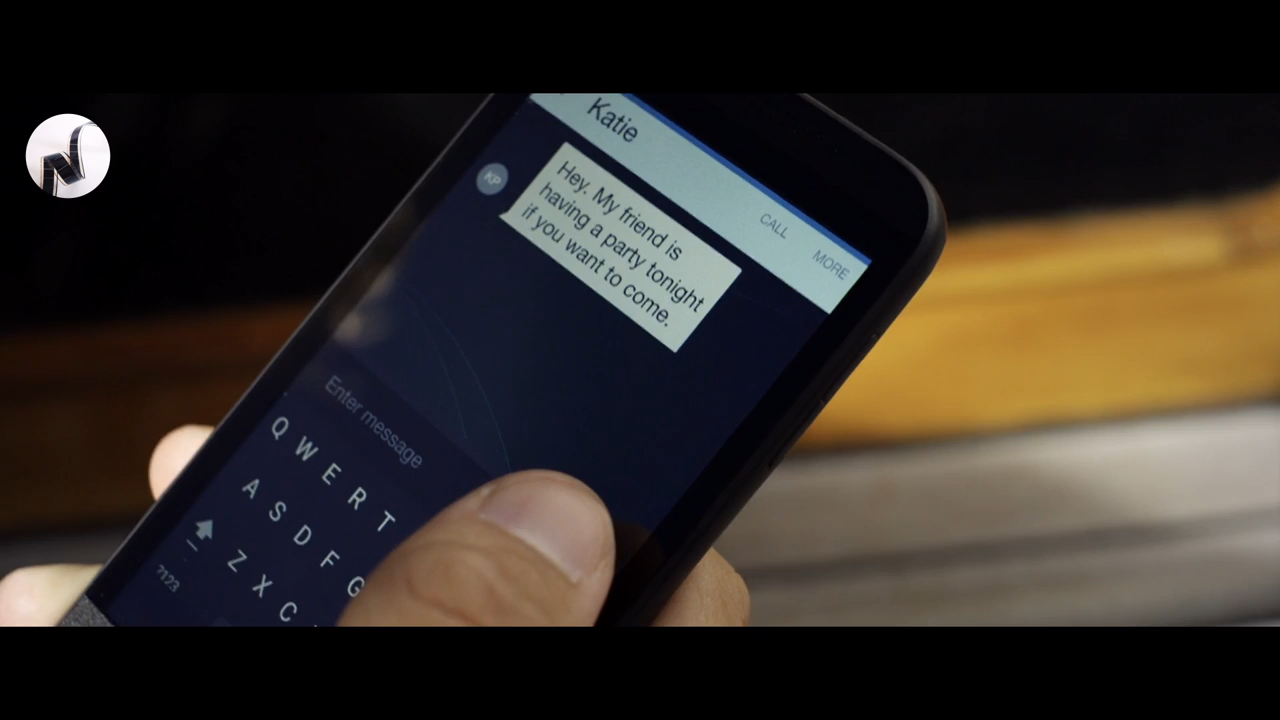 Katie
CALL
MORE
KP
Hey. My friend is
having a party tonight
if you want to come.
Enter message
Q W E R T
A S D F G
Z X C
?123
N